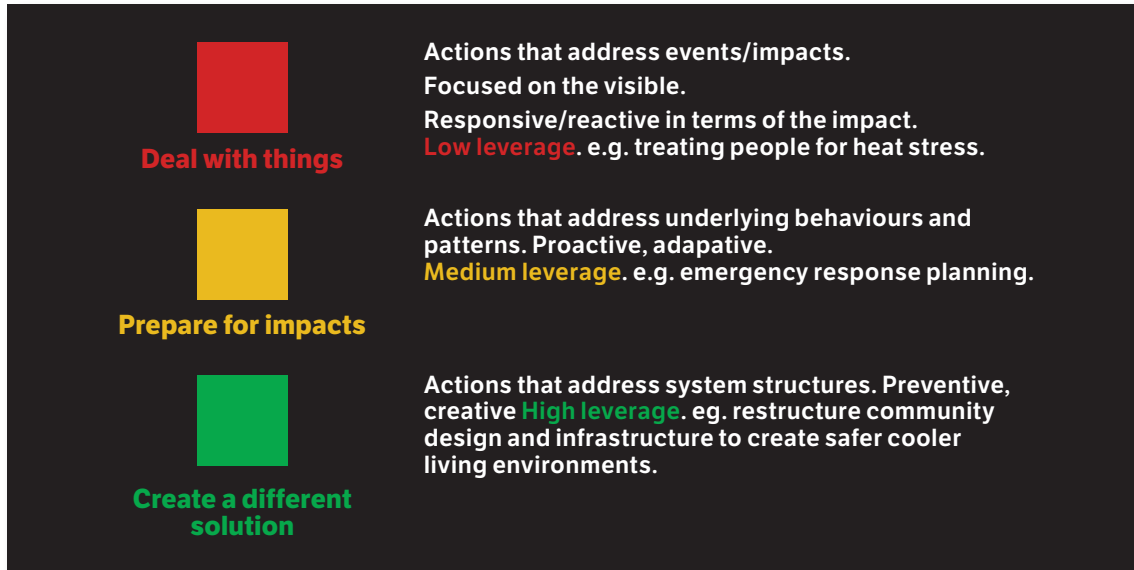 Deal with things
Actions that address events/impacts.
Focused on the visible.
Responsive/reactive in terms of the impact.
Low leverage. e.g. treating people for heat stress.
Prepare for impacts
Actions that address underlying behaviours and
patterns. Proactive, adapative.
Medium leverage. e.g. emergency response planning.
Create a different
solution
Actions that address system structures. Preventive,
creative High leverage. eg. restructure community
design and infrastructure to create safer cooler
living environments.